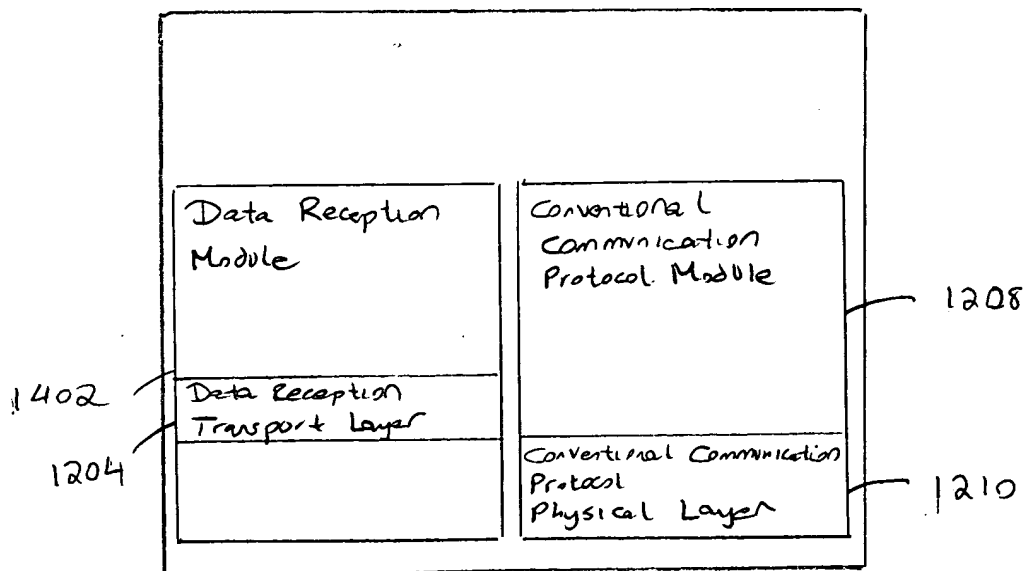 Data Reception
Module
Conventional
Communication
Protocol Module
1208
1402
Data Reception
Transport Layer
1204
Conventional Communication
Protocol
Physical Layer
1210